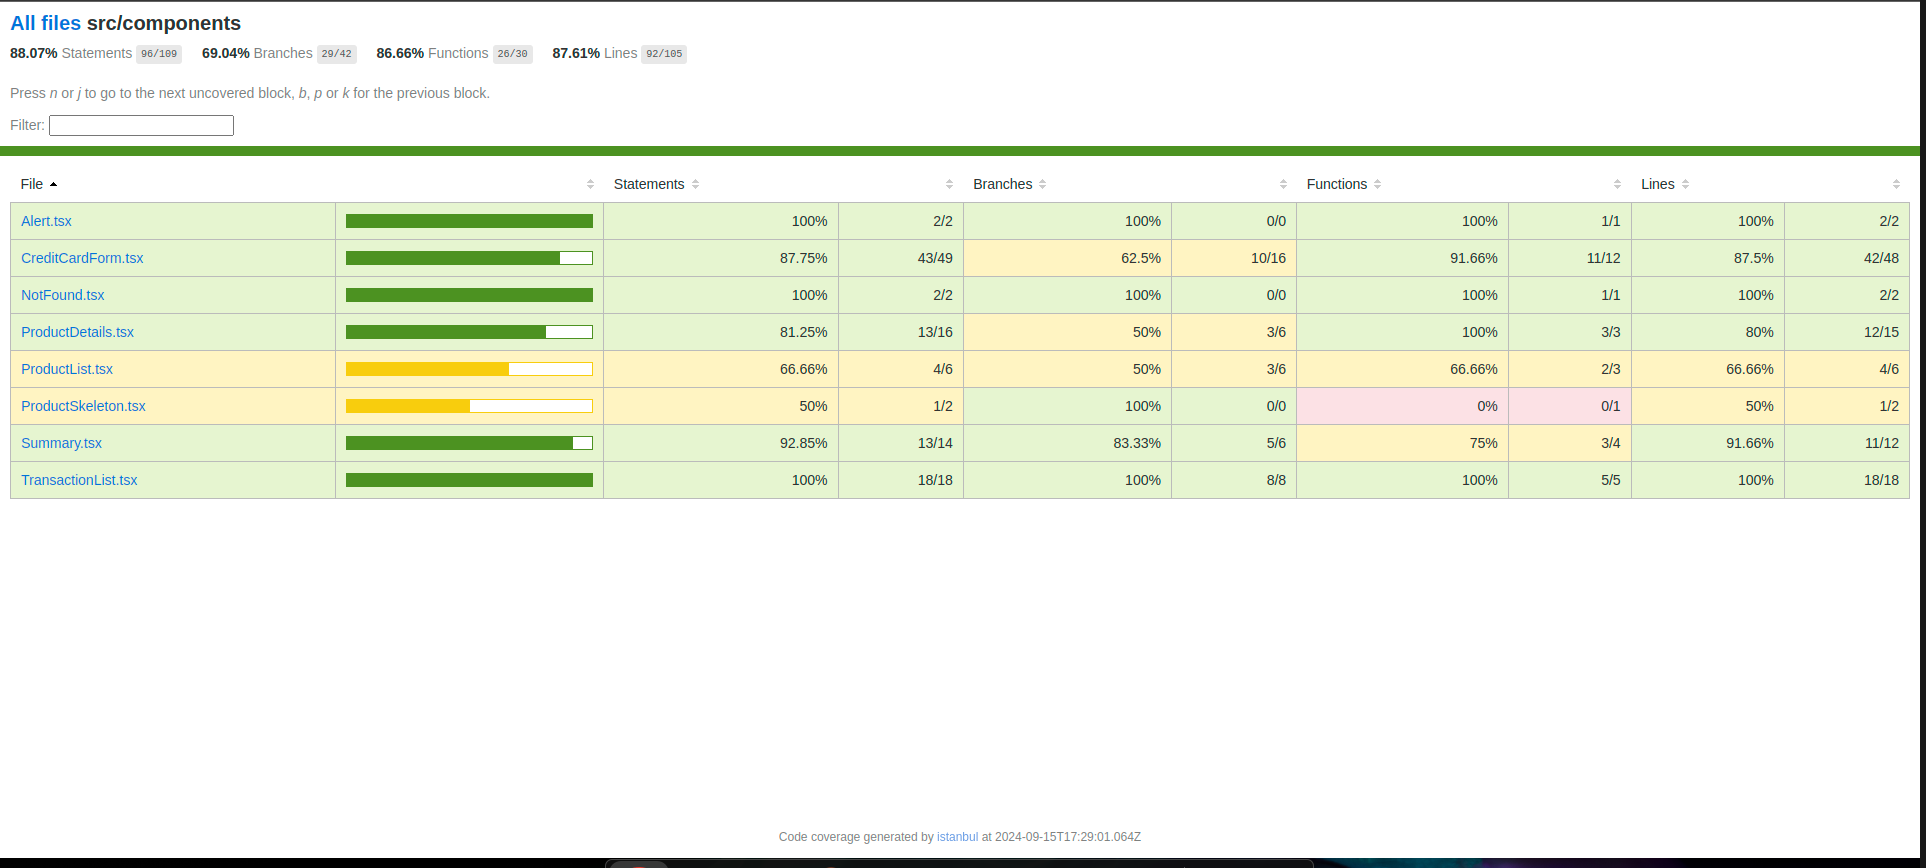 All files src/components
88.07% Statements 96/109 69.04% Branches 29/42 86.66% Functions 26/30 87.61% Lines 92/105
Press n or j to go to the next uncovered block, b, p or k for the previous block.
Filter:
File Statements Branches Functions Lines
Alert.tsx 100% 2/2 100% 0/0 100% 1/1 100% 2/2
CreditCardForm.tsx 87.75% 43/49 62.5% 10/16 91.66% 11/12 87.5% 42/48
NotFound.tsx 100% 2/2 100% 0/0 100% 1/1 100% 2/2
ProductDetails.tsx 81.25% 13/16 50% 3/6 100% 3/3 80% 12/15
ProductList.tsx 66.66% 4/6 50% 3/6 66.66% 2/3 66.66% 4/6
ProductSkeleton.tsx 50% 1/2 100% 0/0 0% 0/1 50% 1/2
Summary.tsx 92.85% 13/14 83.33% 5/6 75% 3/4 91.66% 11/12
TransactionList.tsx 100% 18/18 100% 8/8 100% 5/5 100% 18/18
Code coverage generated by istanbul at 2024-09-15T17:29:01.064Z